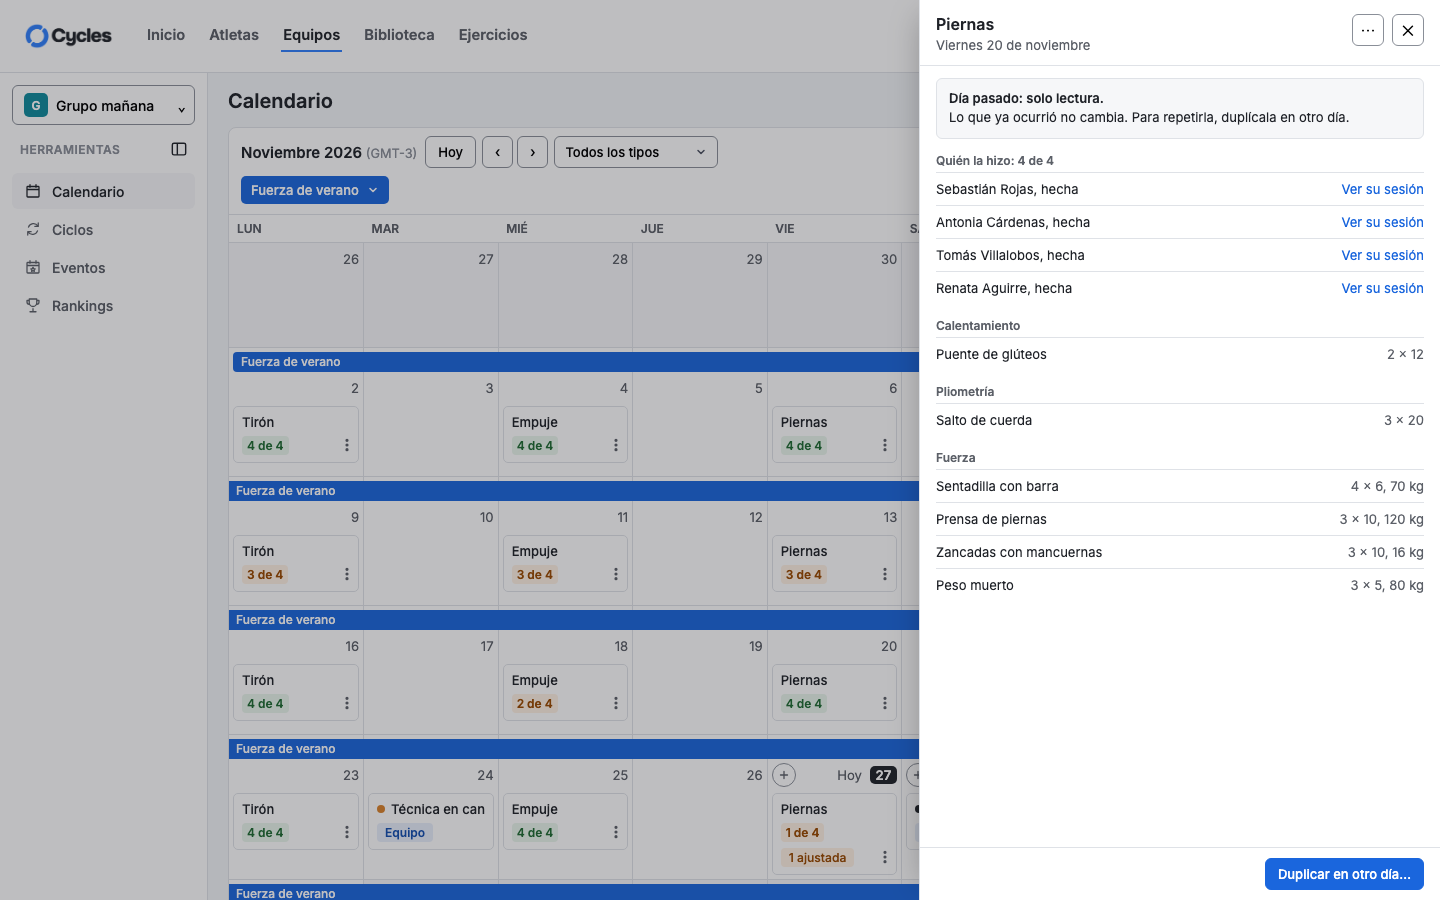 Cycles
Inicio
Atletas
Equipos
Biblioteca
Ejercicios
G
Grupo mañana
HERRAMIENTAS
Calendario
Ciclos
Eventos
Rankings
Calendario
Noviembre 2026 (GMT-3)
Hoy
‹
›
Todos los tipos
Fuerza de verano
LUN MAR MIÉ JUE VIE
26 27 28 29 30
Fuerza de verano
2 3 4 5 6
Tirón
4 de 4
Empuje
4 de 4
Piernas
4 de 4
Fuerza de verano
9 10 11 12 13
Tirón
3 de 4
Empuje
3 de 4
Piernas
3 de 4
Fuerza de verano
16 17 18 19 20
Tirón
4 de 4
Empuje
2 de 4
Piernas
4 de 4
Fuerza de verano
23 24 25 26 + Hoy 27
Tirón
4 de 4
Técnica en can
Equipo
Empuje
4 de 4
Piernas
1 de 4
1 ajustada
Fuerza de verano
Piernas
Viernes 20 de noviembre
Día pasado: solo lectura.
Lo que ya ocurrió no cambia. Para repetirla, duplícala en otro día.
Quién la hizo: 4 de 4
Sebastián Rojas, hecha Ver su sesión
Antonia Cárdenas, hecha Ver su sesión
Tomás Villalobos, hecha Ver su sesión
Renata Aguirre, hecha Ver su sesión
Calentamiento
Puente de glúteos 2 × 12
Pliometría
Salto de cuerda 3 × 20
Fuerza
Sentadilla con barra 4 × 6, 70 kg
Prensa de piernas 3 × 10, 120 kg
Zancadas con mancuernas 3 × 10, 16 kg
Peso muerto 3 × 5, 80 kg
Duplicar en otro día...